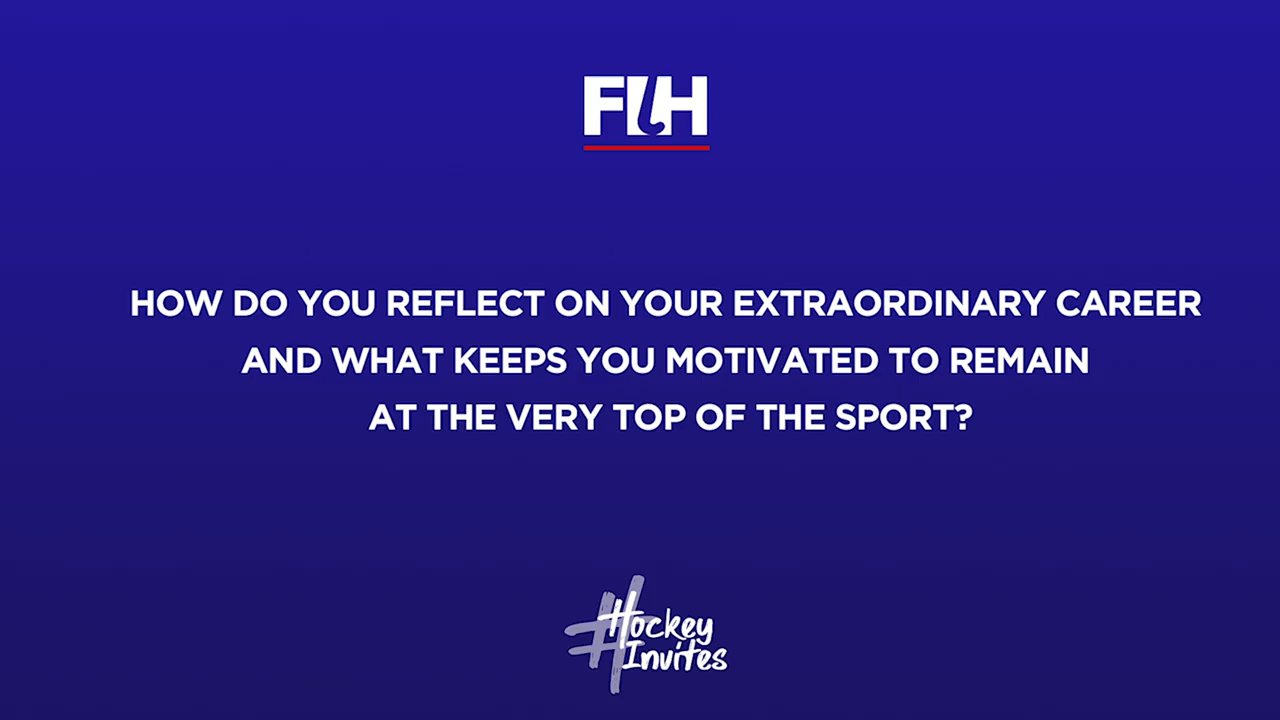 FIH
HOW DO YOU REFLECT ON YOUR EXTRAORDINARY CAREER
AND WHAT KEEPS YOU MOTIVATED TO REMAIN
AT THE VERY TOP OF THE SPORT?
#Hockey
Invites